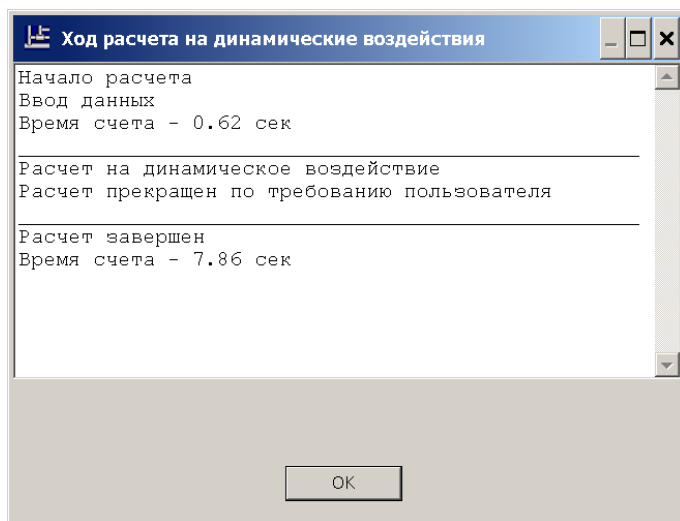 Ход расчета на динамические воздействия
Начало расчета
Ввод данных
Время счета - 0.62 сек
Расчет на динамическое воздействие
Расчет прекращен по требованию пользователя
Расчет завершен
Время счета - 7.86 сек
OK